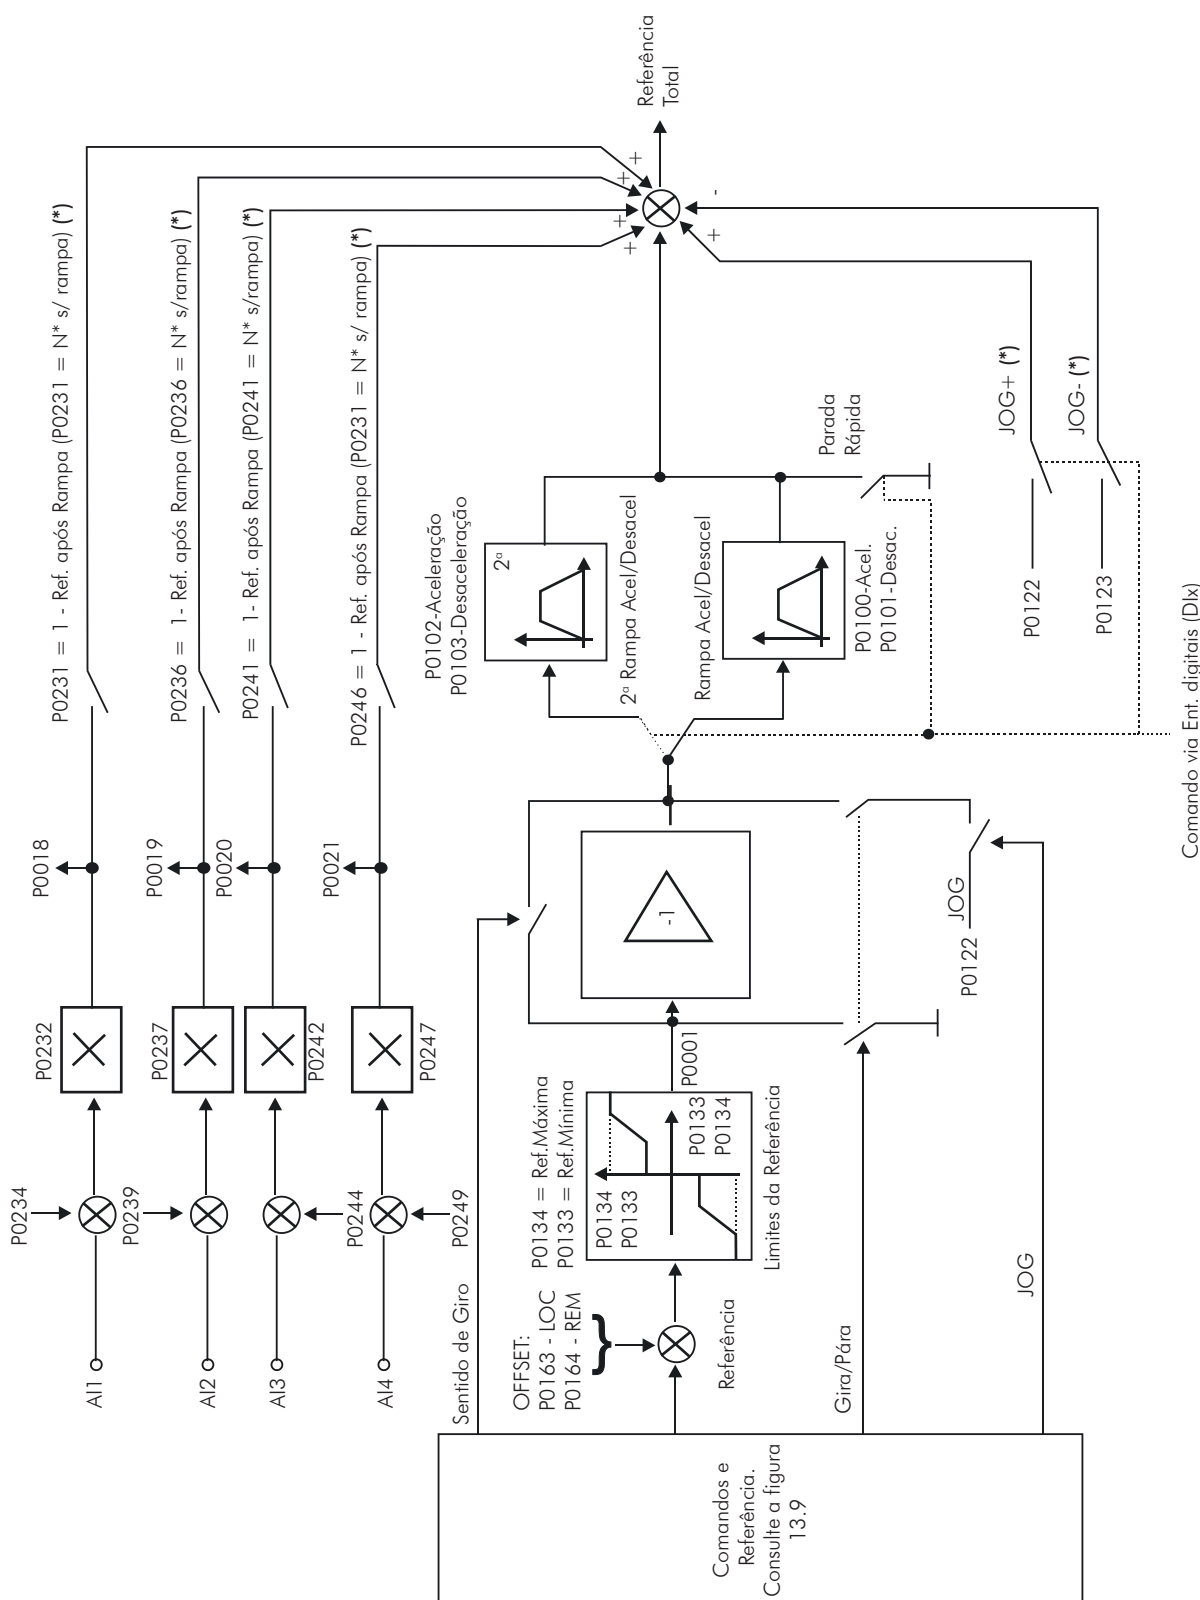 Referência
Total
P0231 = 1 - Ref. após Rampa (P0231 = N* s/ rampa) (*)
P0236 = 1- Ref. após Rampa (P0236 = N* s/rampa) (*)
P0241 = 1- Ref. após Rampa (P0241 = N* s/rampa) (*)
P0246 = 1 - Ref. após Rampa (P0231 = N* s/ rampa) (*)
+
+
+
+
+
-
P0018
P0019
P0020
P0021
P0232
P0237
P0242
P0247
P0234
P0239
P0244
P0249
AI1
AI2
AI3
AI4
P0102-Aceleração
P0103-Desaceleração
2ª
2ª Rampa Acel/Desacel
Rampa Acel/Desacel
P0100-Acel.
P0101-Desac.
Parada
Rápida
JOG+ (*)
JOG- (*)
P0122
P0123
Comando via Ent. digitais (DIx)
-1
JOG
P0122
P0001
P0134 = Ref.Máxima
P0133 = Ref.Mínima
P0134
P0133
P0133
P0134
Limites da Referência
Sentido de Giro
OFFSET:
P0163 - LOC
P0164 - REM
}
Referência
Gira/Pára
JOG
Comandos e
Referência.
Consulte a figura
13.9